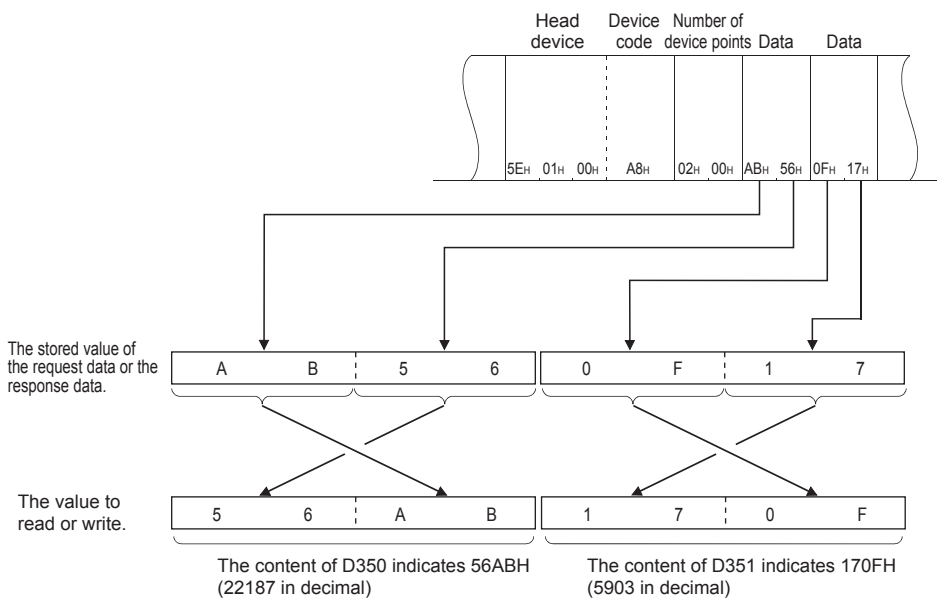 Head device Device code Number of device points Data Data
5EH 01H 00H A8H 02H 00H ABH 56H 0FH 17H
The stored value of
the request data or the
response data.
A B 5 6 0 F 1 7
The value to
read or write.
5 6 A B 1 7 0 F
The content of D350 indicates 56ABH
(22187 in decimal)
The content of D351 indicates 170FH
(5903 in decimal)